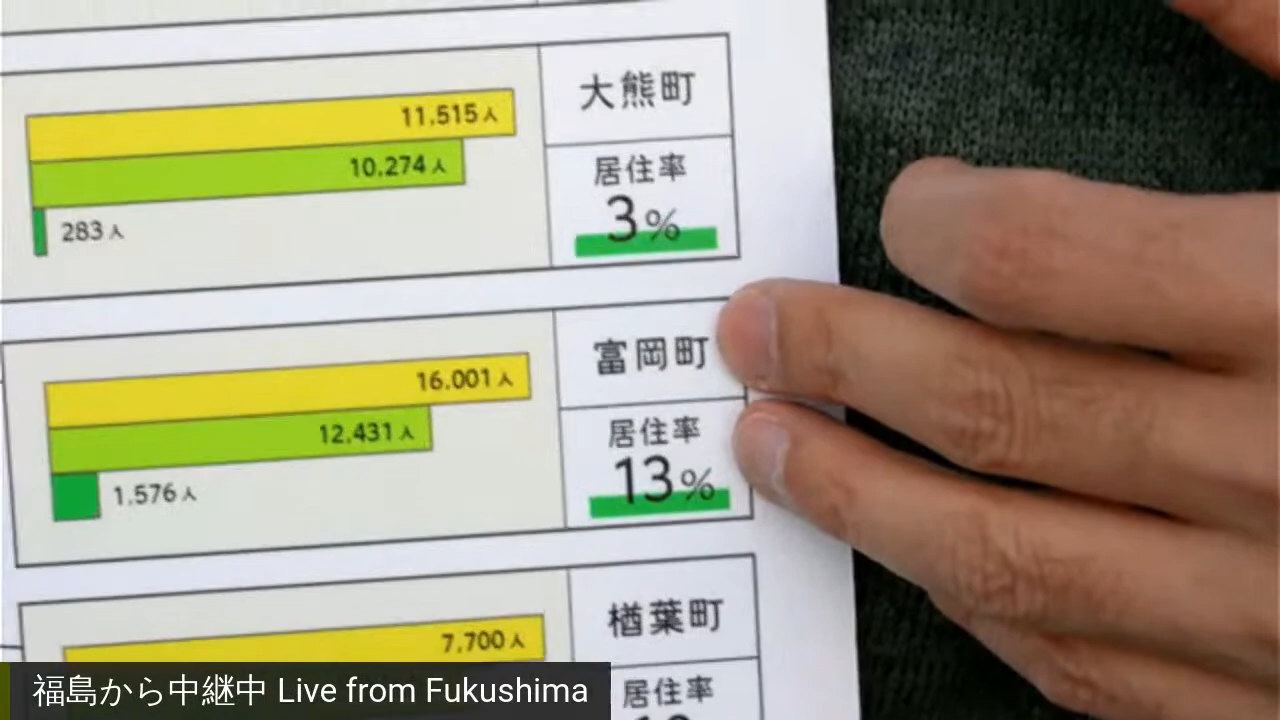 大熊町
11,515人
10,274人
283人
居住率
3%
富岡町
16,001人
12,431人
1,576人
居住率
13%
楢葉町
7,700人
居住率
福島から中継中 Live from Fukushima